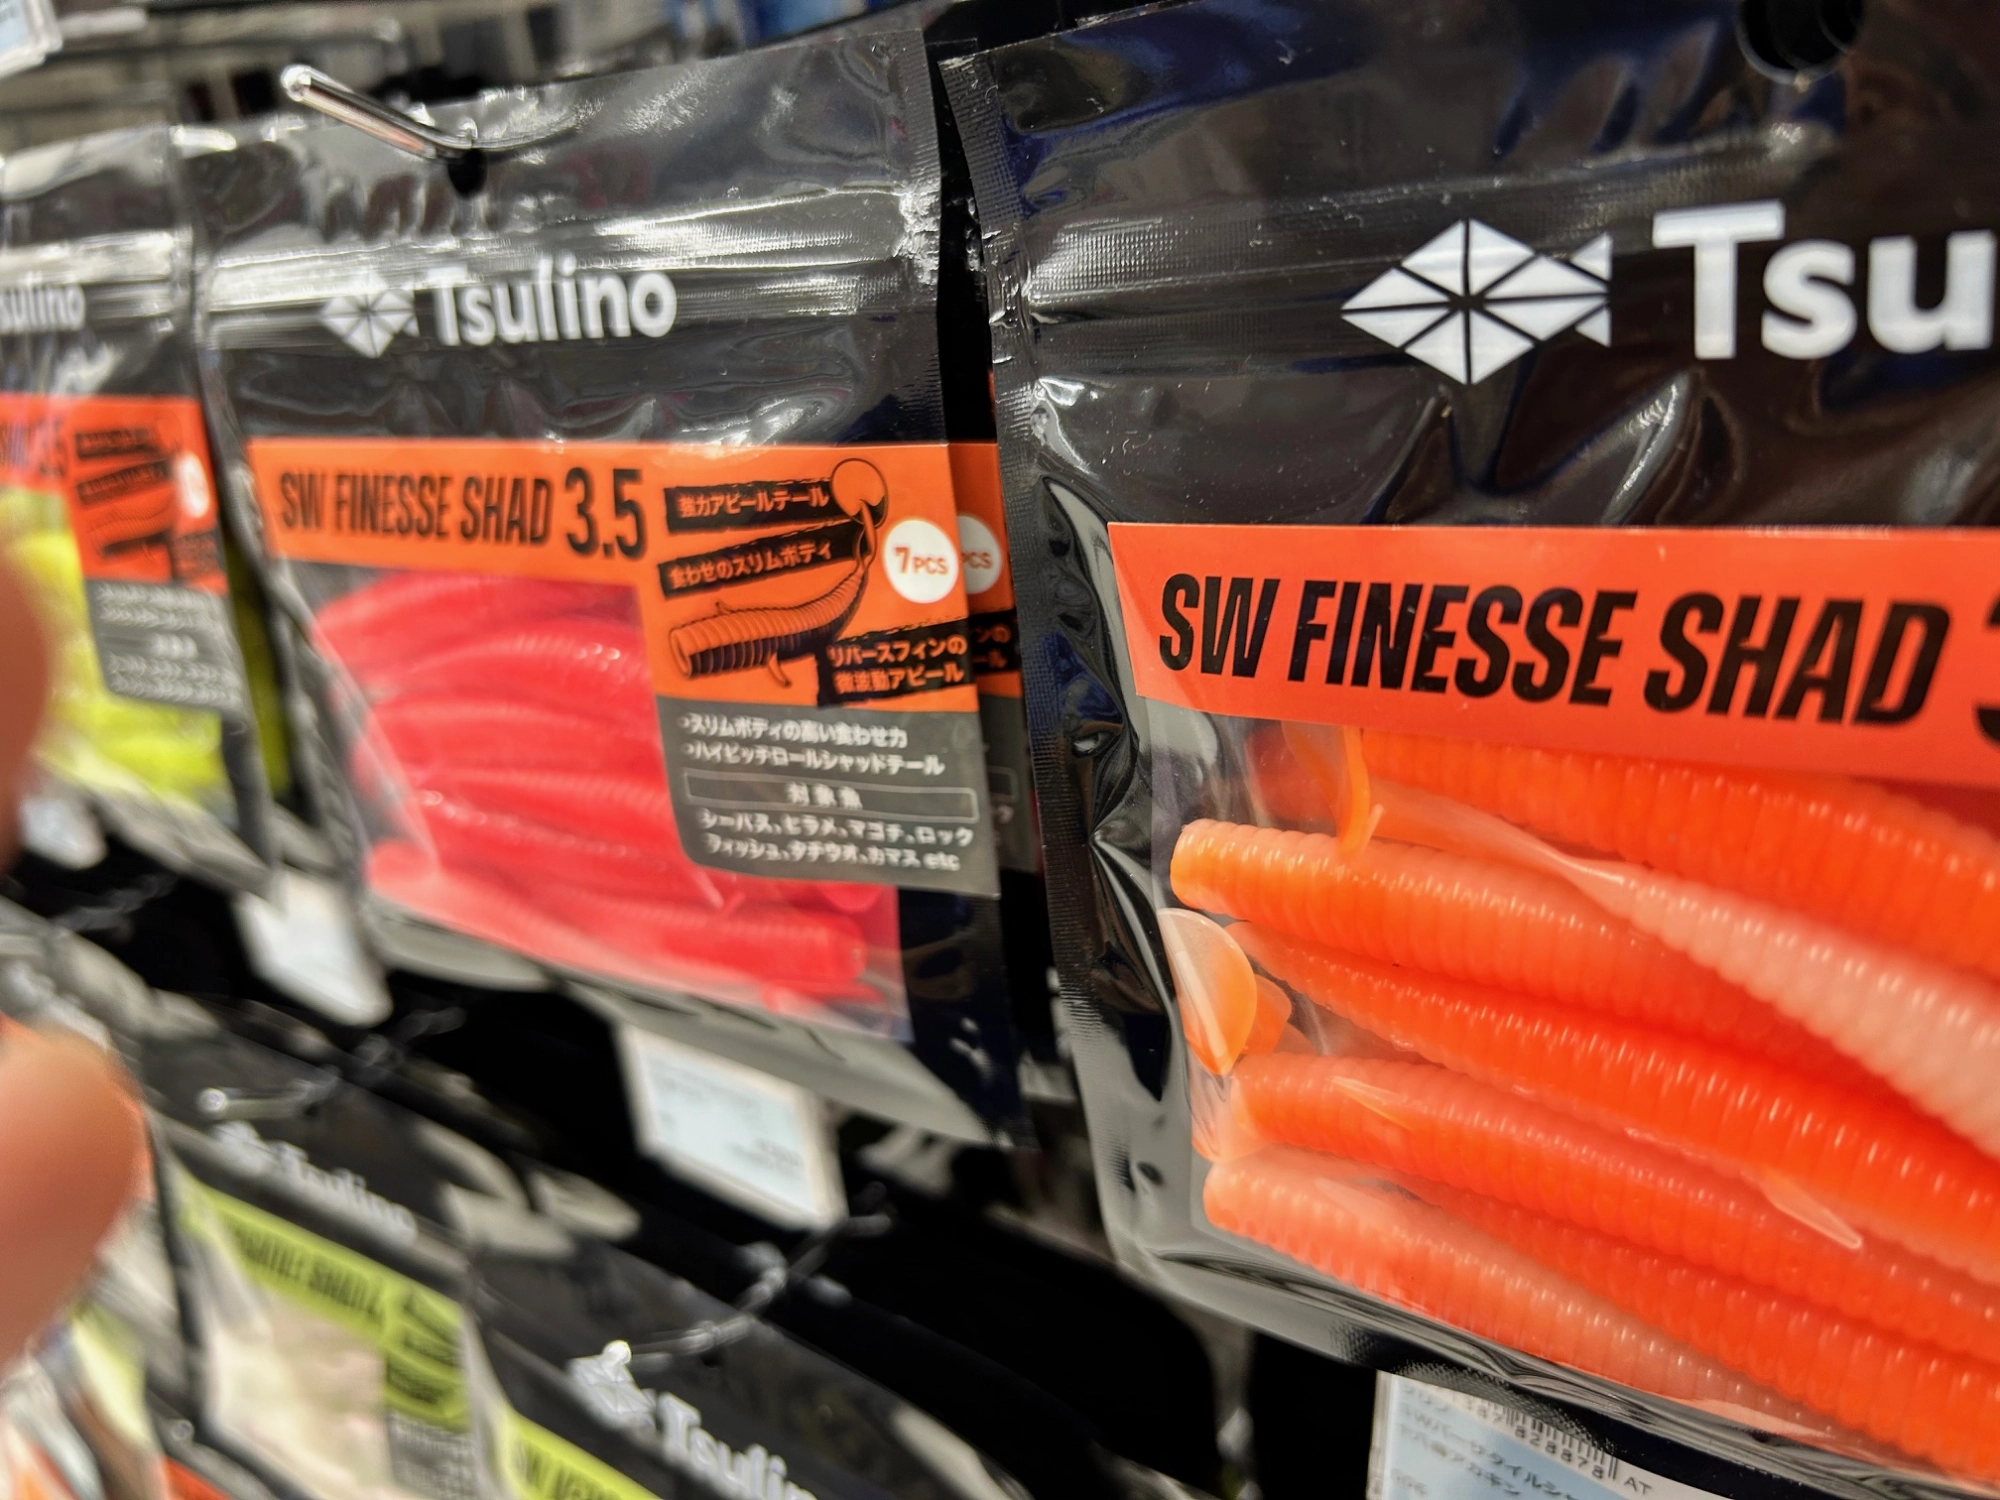 Tsulino
SW FINESSE SHAD 3.5
強力アピールテール
食わせのスリムボディ
7PCS
リバースフィンの
微波動アピール
・スリムボディの高い食わせ力
・ハイピッチロールシャッドテール
対象魚
シーバス、ヒラメ、マゴチ、ロック
フィッシュ、タチウオ、カマス etc
PCS
Tsu
SW FINESSE SHAD
sulino
Tsulino
Tsulin
AT